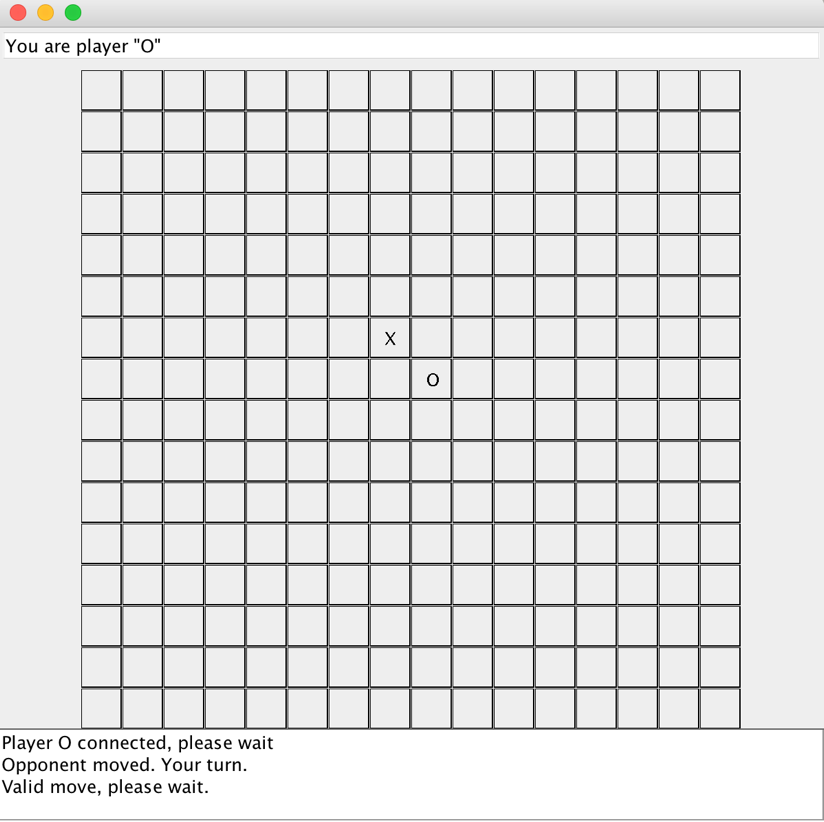 You are player "O"
X
O
Player O connected, please wait
Opponent moved. Your turn.
Valid move, please wait.